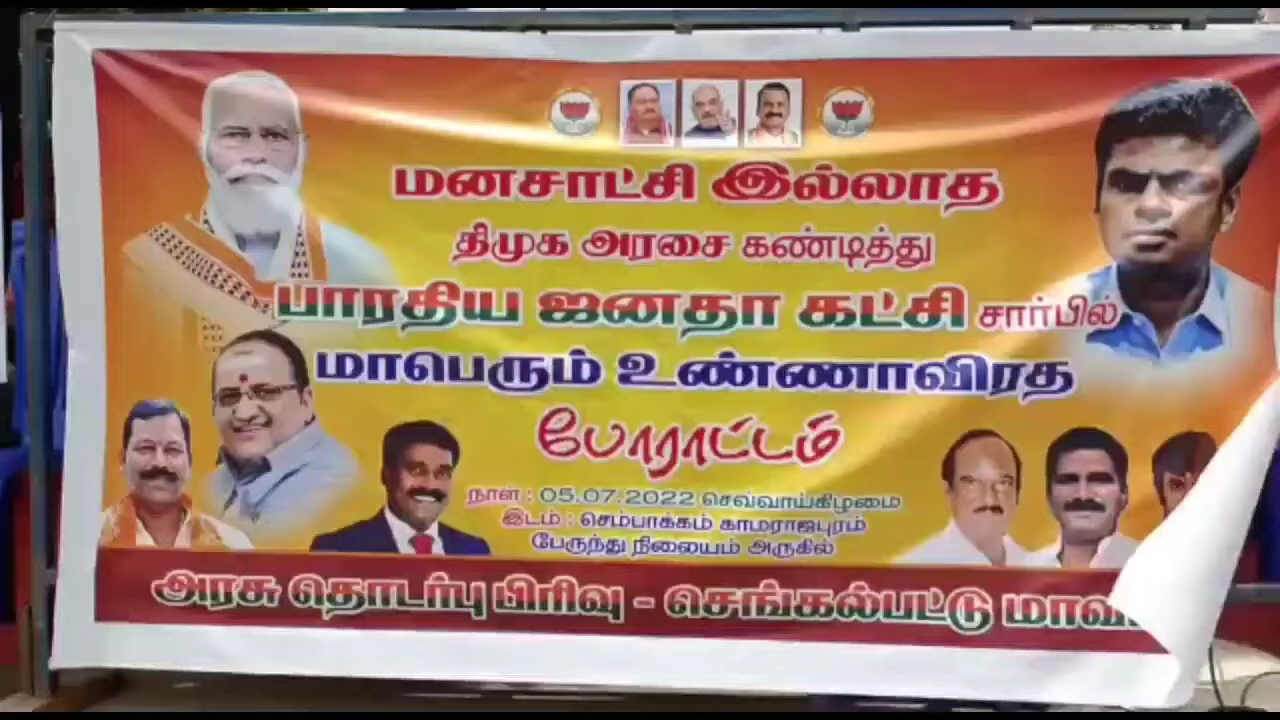 மனசாட்சி இல்லாத
திமுக அரசை கண்டித்து
பாரதிய ஜனதா கட்சி சார்பில்
மாபெரும் உண்ணாவிரத
போராட்டம்
நாள் : 05.07.2022 செவ்வாய்கிழமை
இடம் : செம்பாக்கம் காமராஜபுரம்
பேருந்து நிலையம் அருகில்
அரசு தொடர்பு பிரிவு - செங்கல்பட்டு